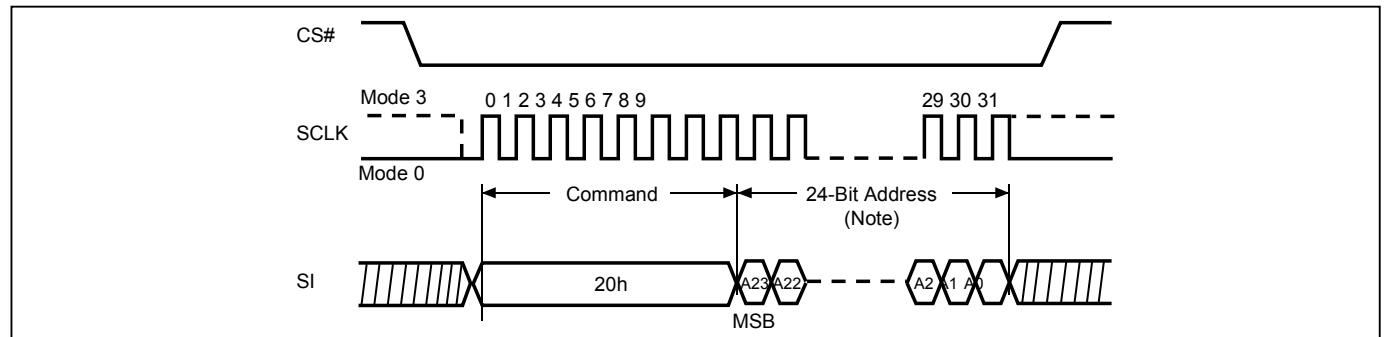 CS#
Mode 3
0 1 2 3 4 5 6 7 8 9
29 30 31
SCLK
Mode 0
Command
24-Bit Address
(Note)
SI
20h
A23
A22
A2
A1
A0
MSB